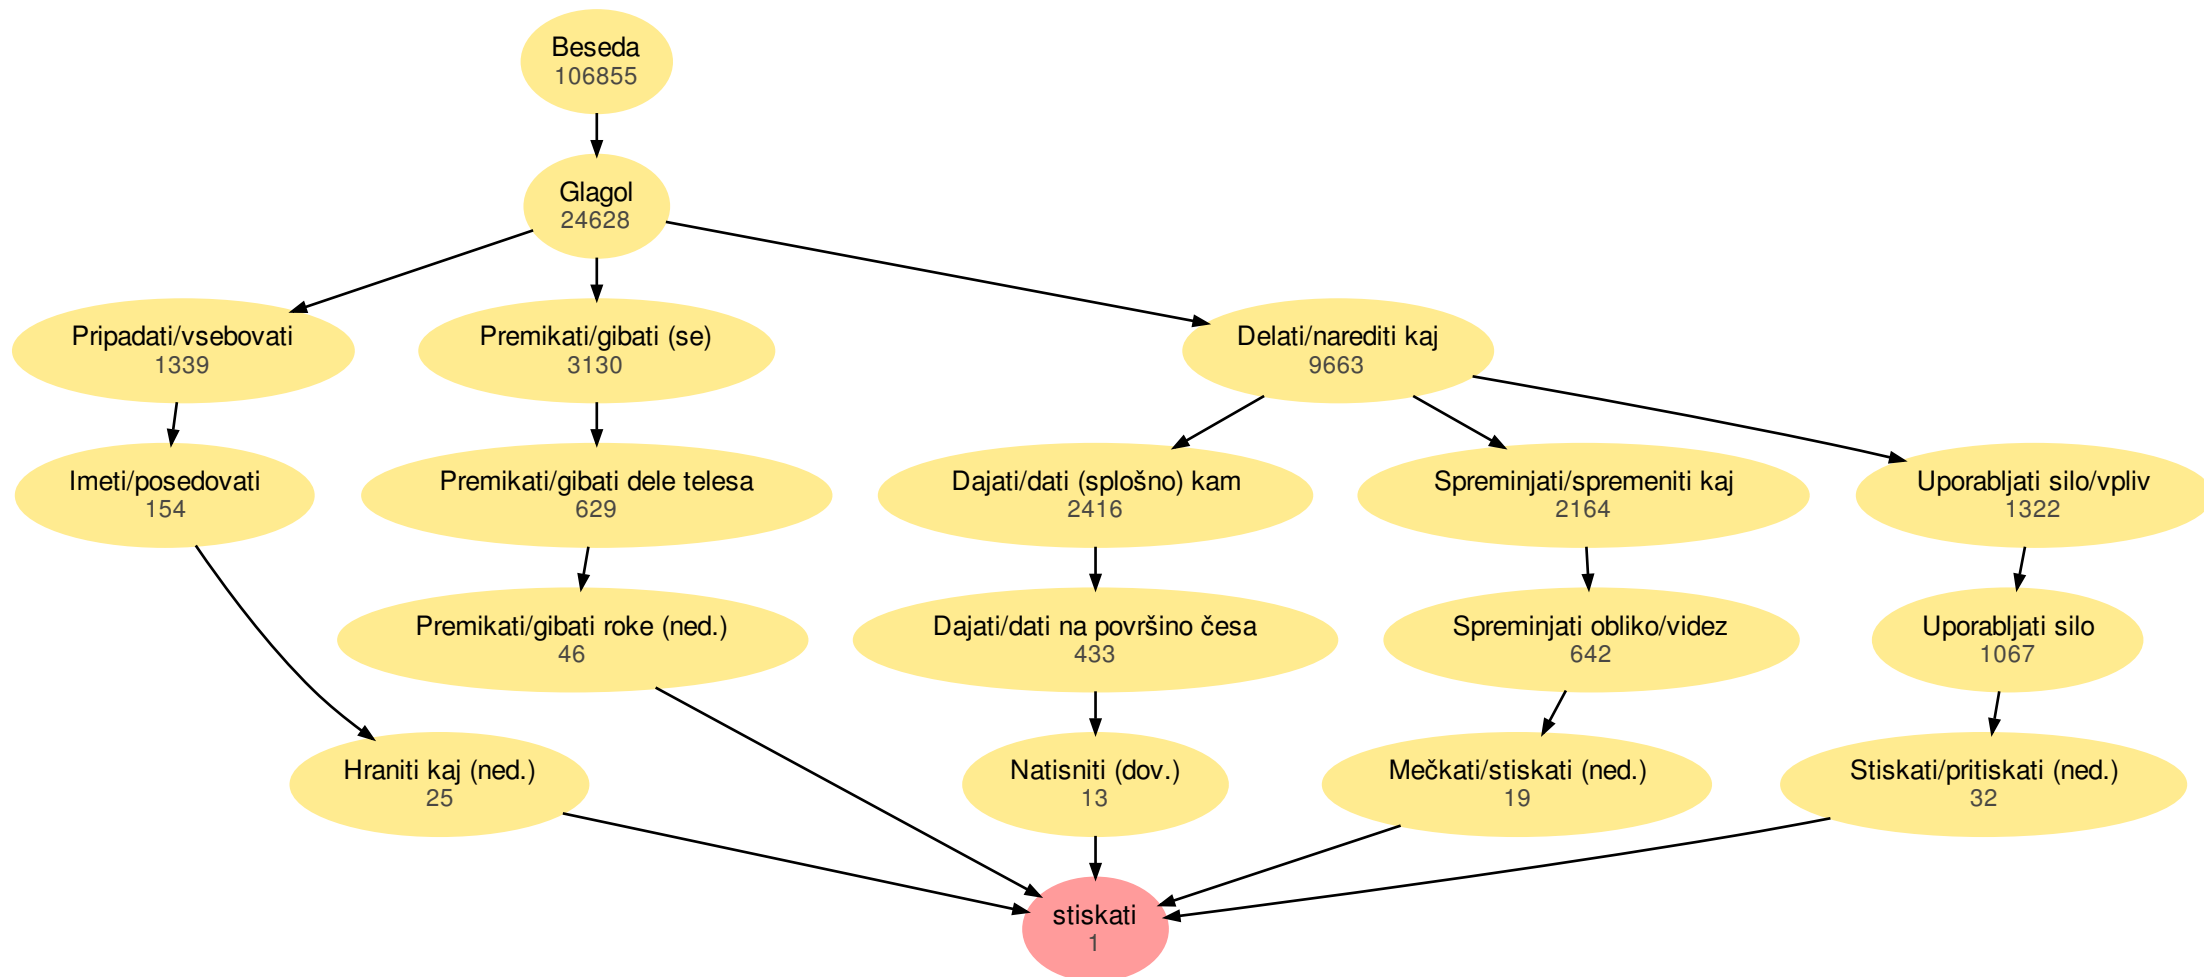 Beseda
106855
Glagol
24628
Pripadati/vsebovati
1339
Premikati/gibati (se)
3130
Delati/narediti kaj
9663
Imeti/posedovati
154
Premikati/gibati dele telesa
629
Dajati/dati (splošno) kam
2416
Spreminjati/spremeniti kaj
2164
Uporabljati silo/vpliv
1322
Premikati/gibati roke (ned.)
46
Dajati/dati na površino česa
433
Spreminjati obliko/videz
642
Uporabljati silo
1067
Hraniti kaj (ned.)
25
Natisniti (dov.)
13
Mečkati/stiskati (ned.)
19
Stiskati/pritiskati (ned.)
32
stiskati
1